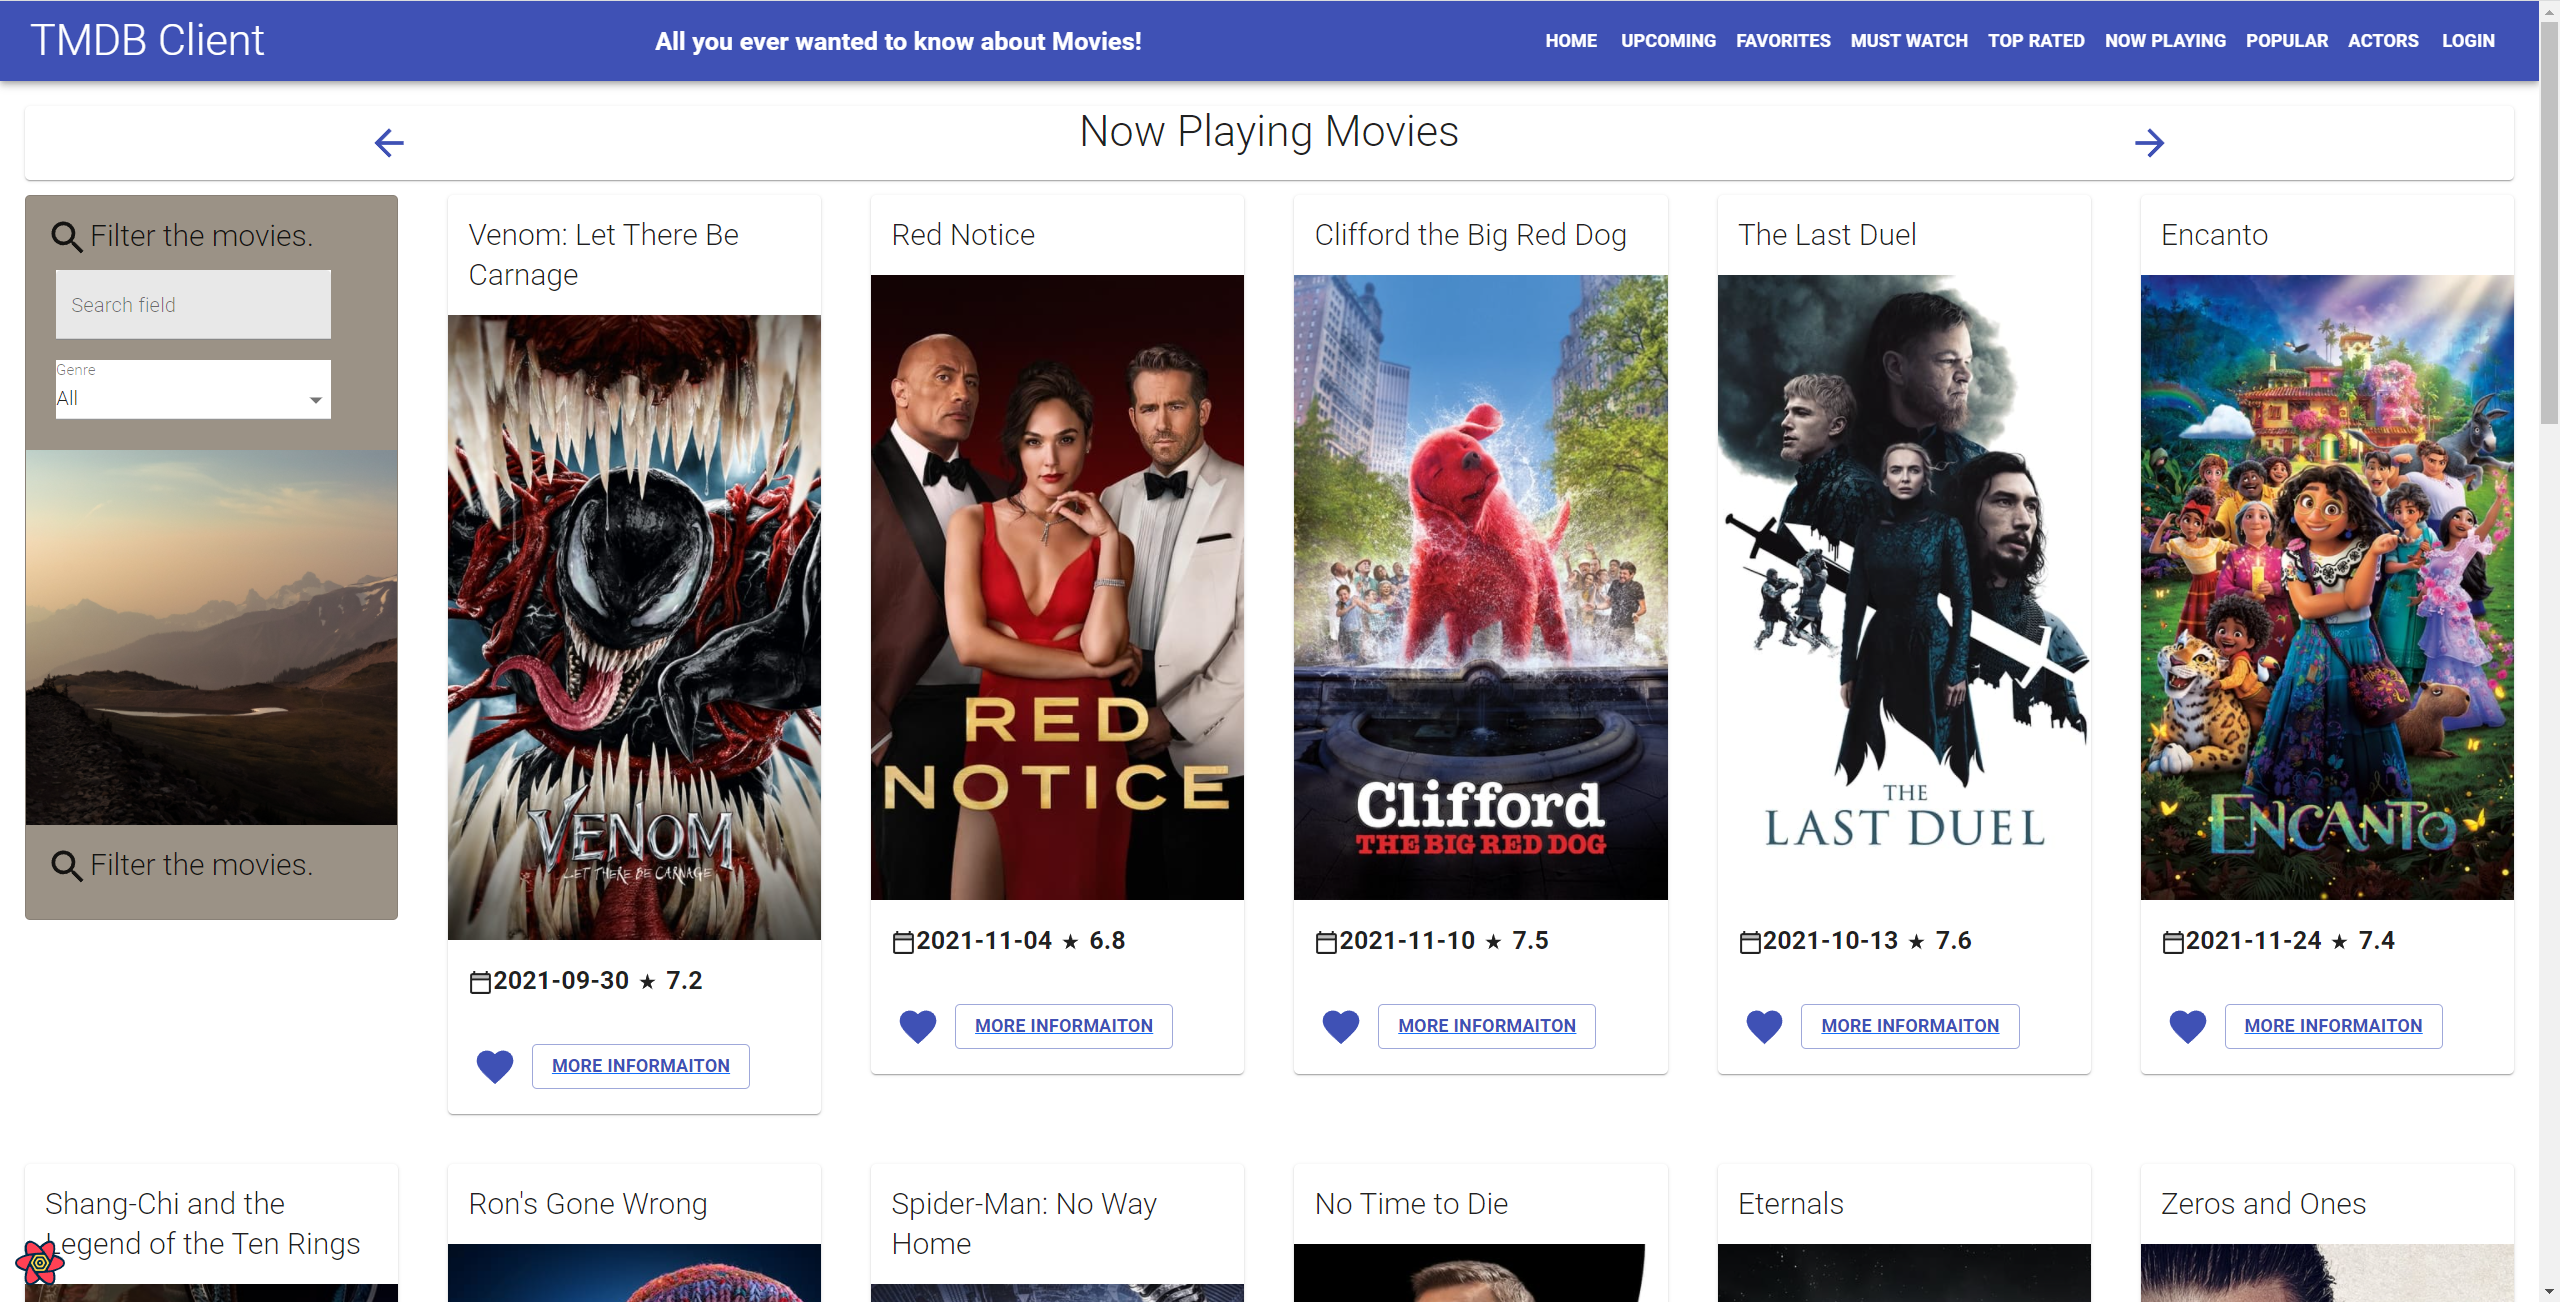 TMDB Client
All you ever wanted to know about Movies!
HOME UPCOMING FAVORITES MUST WATCH TOP RATED NOW PLAYING POPULAR ACTORS LOGIN
Now Playing Movies
Filter the movies.
Search field
Genre
All
Filter the movies.
Venom: Let There Be
Carnage
VENOM
LET THERE BE CARNAGE
2021-09-30 ★ 7.2
MORE INFORMAITON
Red Notice
RED
NOTICE
2021-11-04 ★ 6.8
MORE INFORMAITON
Clifford the Big Red Dog
Clifford
THE BIG RED DOG
2021-11-10 ★ 7.5
MORE INFORMAITON
The Last Duel
THE
LAST DUEL
2021-10-13 ★ 7.6
MORE INFORMAITON
Encanto
ENCANTO
2021-11-24 ★ 7.4
MORE INFORMAITON
Shang-Chi and the
Legend of the Ten Rings
Ron's Gone Wrong
Spider-Man: No Way
Home
No Time to Die
Eternals
Zeros and Ones